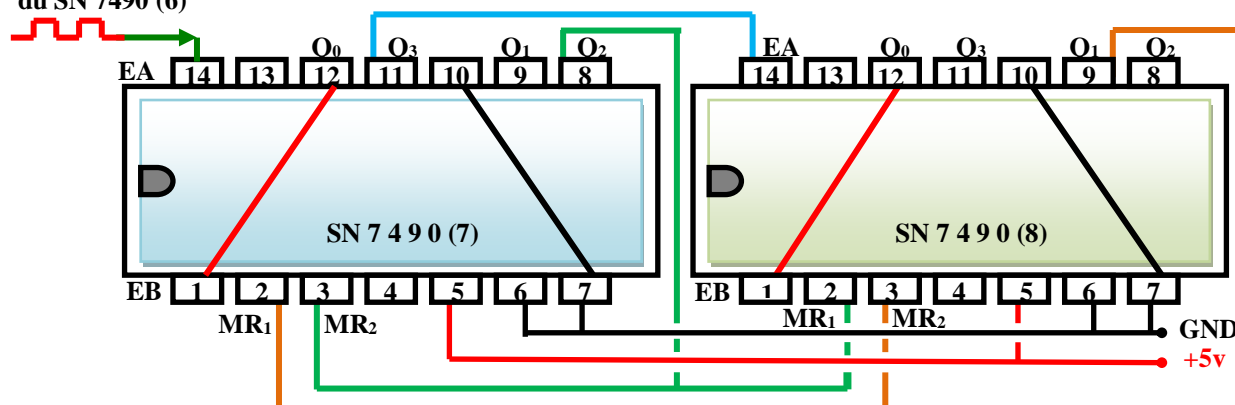 du SN 7490 (6)
O₀ O₃ O₁ O₂ EA O₀ O₃ O₁ O₂
EA 14 13 12 11 10 9 8 14 13 12 11 10 9 8
SN 7 4 9 0 (7) SN 7 4 9 0 (8)
EB 1 2 3 4 5 6 7 EB 1 2 3 4 5 6 7
MR₁ MR₂ MR₁ MR₂
GND
+5v